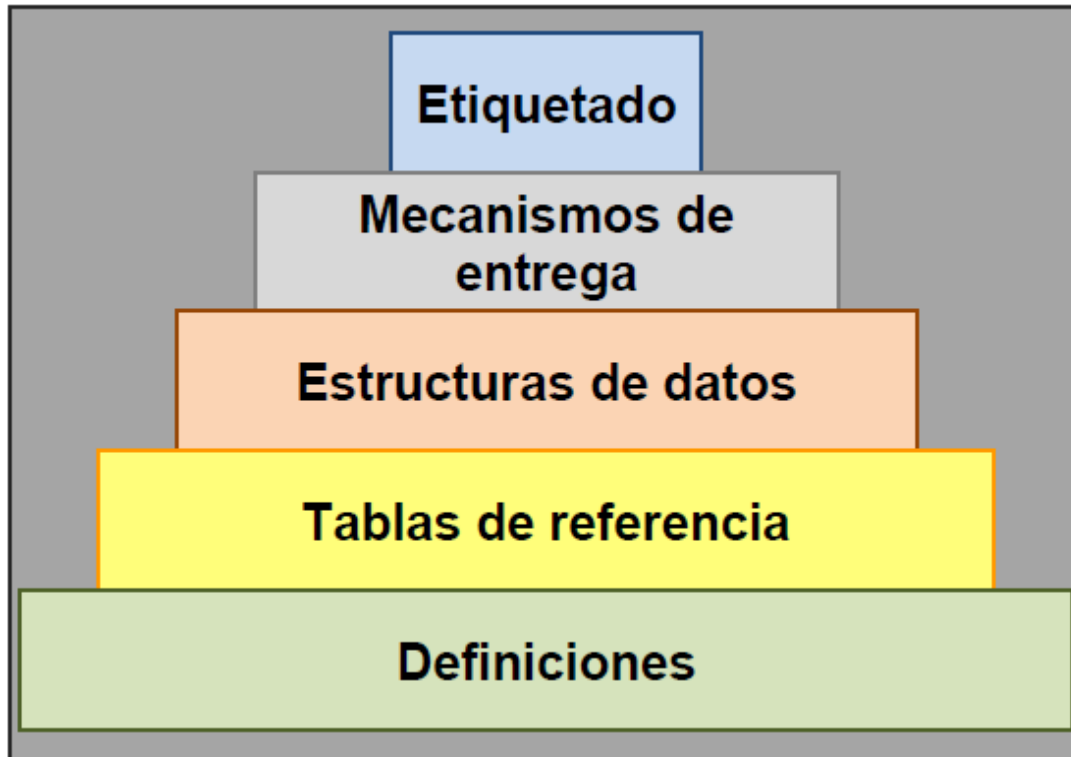 Etiquetado
Mecanismos de
entrega
Estructuras de datos
Tablas de referencia
Definiciones